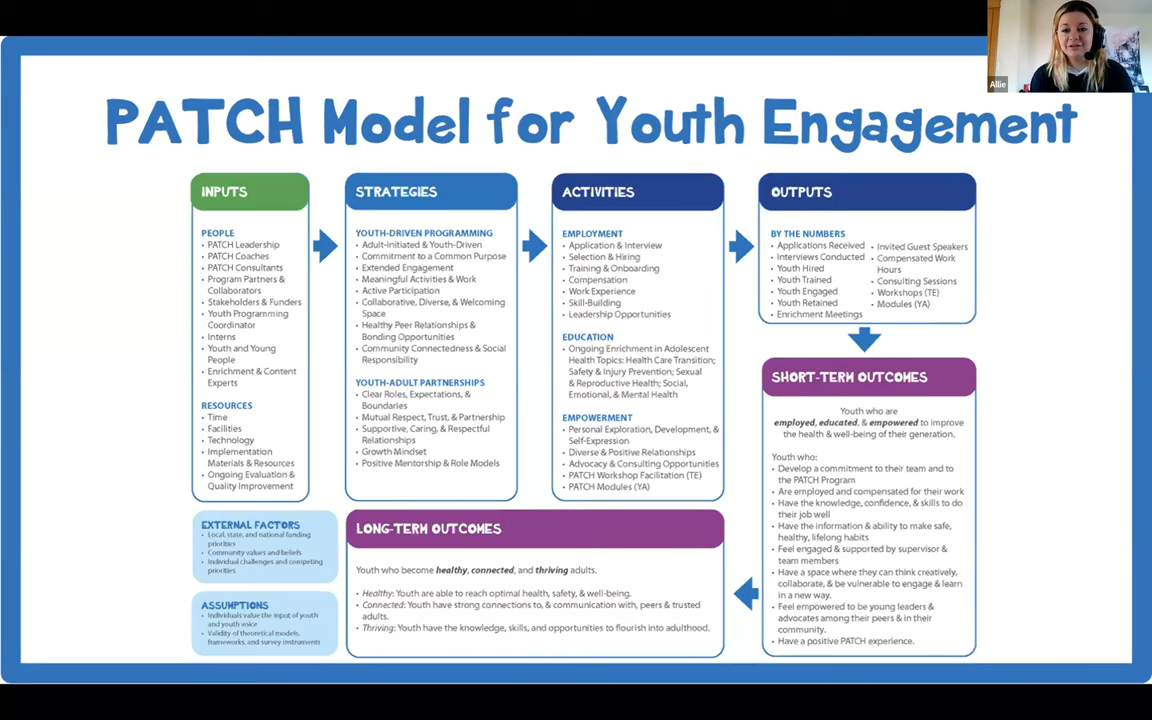 Allie
PATCH Model for Youth Engagement
INPUTS
PEOPLE
• PATCH Leadership
• PATCH Coaches
• PATCH Consultants
• Program Partners &
Collaborators
• Stakeholders & Funders
• Youth Programming
Coordinator
• Interns
• Youth and Young
People
• Enrichment & Content
Experts
RESOURCES
• Time
• Facilities
• Technology
• Implementation
Materials & Resources
• Ongoing Evaluation &
Quality Improvement
STRATEGIES
YOUTH-DRIVEN PROGRAMMING
• Adult-Initiated & Youth-Driven
• Commitment to a Common Purpose
• Extended Engagement
• Meaningful Activities & Work
• Active Participation
• Collaborative, Diverse, & Welcoming
Space
• Healthy Peer Relationships &
Bonding Opportunities
• Community Connectedness & Social
Responsibility
YOUTH-ADULT PARTNERSHIPS
• Clear Roles, Expectations, &
Boundaries
• Mutual Respect, Trust, & Partnership
• Supportive, Caring, & Respectful
Relationships
• Growth Mindset
• Positive Mentorship & Role Models
ACTIVITIES
EMPLOYMENT
• Application & Interview
• Selection & Hiring
• Training & Onboarding
• Compensation
• Work Experience
• Skill-Building
• Leadership Opportunities
EDUCATION
• Ongoing Enrichment in Adolescent
Health Topics: Health Care Transition;
Safety & Injury Prevention; Sexual
& Reproductive Health; Social,
Emotional, & Mental Health
EMPOWERMENT
• Personal Exploration, Development, &
Self-Expression
• Diverse & Positive Relationships
• Advocacy & Consulting Opportunities
• PATCH Workshop Facilitation (TE)
• PATCH Modules (YA)
OUTPUTS
BY THE NUMBERS
• Applications Received
• Interviews Conducted
• Youth Hired
• Youth Trained
• Youth Engaged
• Youth Retained
• Enrichment Meetings
• Invited Guest Speakers
• Compensated Work
Hours
• Consulting Sessions
• Workshops (TE)
• Modules (YA)
SHORT-TERM OUTCOMES
Youth who are
employed, educated, & empowered to improve
the health & well-being of their generation.
Youth who:
• Develop a commitment to their team and to
the PATCH Program
• Are employed and compensated for their work
• Have the knowledge, confidence, & skills to do
their job well
• Have the information & ability to make safe,
healthy, lifelong habits
• Feel engaged & supported by supervisor &
team members
• Have a space where they can think creatively,
collaborate, & be vulnerable to engage & learn
in a new way.
• Feel empowered to be young leaders &
advocates among their peers & in their
community.
• Have a positive PATCH experience.
LONG-TERM OUTCOMES
Youth who become healthy, connected, and thriving adults.
• Healthy: Youth are able to reach optimal health, safety, & well-being.
• Connected: Youth have strong connections to, & communication with, peers & trusted
adults.
• Thriving: Youth have the knowledge, skills, and opportunities to flourish into adulthood.
EXTERNAL FACTORS
• Local, state, and national funding
priorities
• Community values and beliefs
• Individual challenges and competing
priorities
ASSUMPTIONS
• Individuals value the input of youth
and youth voice
• Validity of theoretical models,
frameworks, and survey instruments